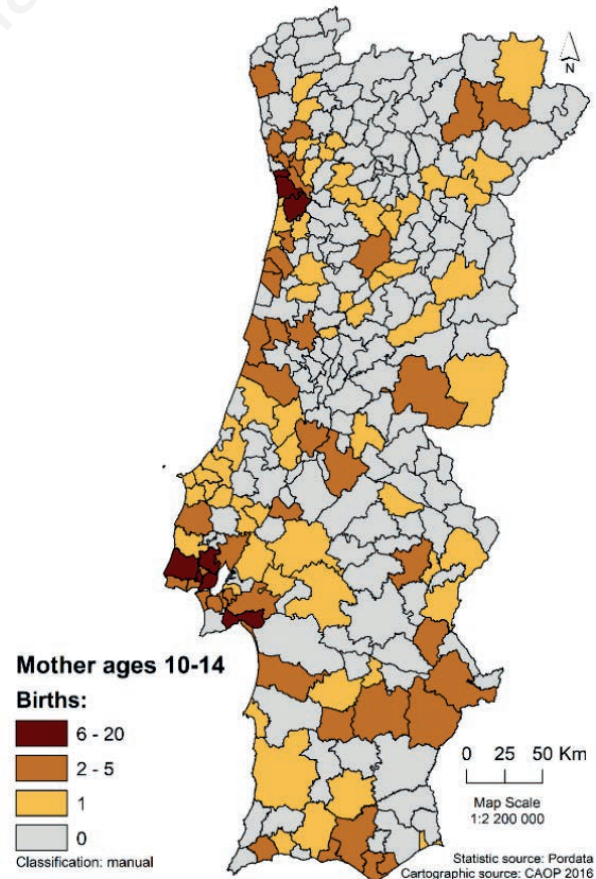 N
Mother ages 10-14
Births:
6 - 20
2 - 5
1
0
Classification: manual
0 25 50 Km
Map Scale
1:2 200 000
Statistic source: Pordata
Cartographic source: CAOP 2016